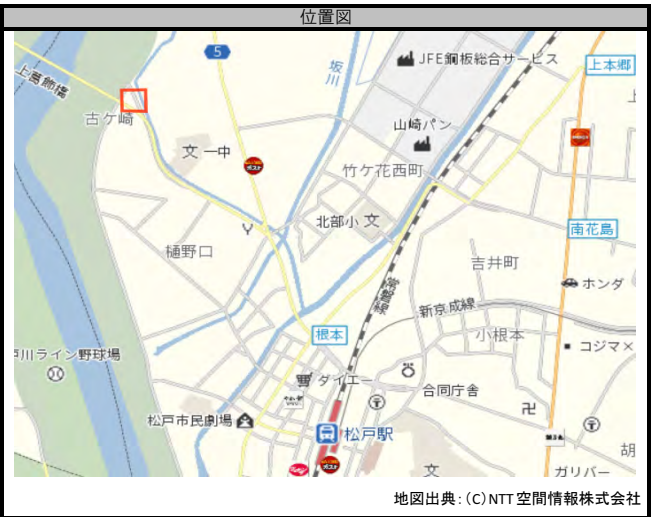 位置図
5
坂川
JFE鋼板総合サービス
上本郷
上葛飾橋
古ケ崎
山崎パン
文 一中
竹ケ花西町
北部小 文
南花島
樋野口
吉井町
ホンダ
常磐線
新京成線
小根本
根本
コジマ×
戸川ライン野球場
ダイエー
合同庁舎
松戸市民劇場
松戸駅
胡
文
ガリバー
地図出典:(C)NTT空間情報株式会社